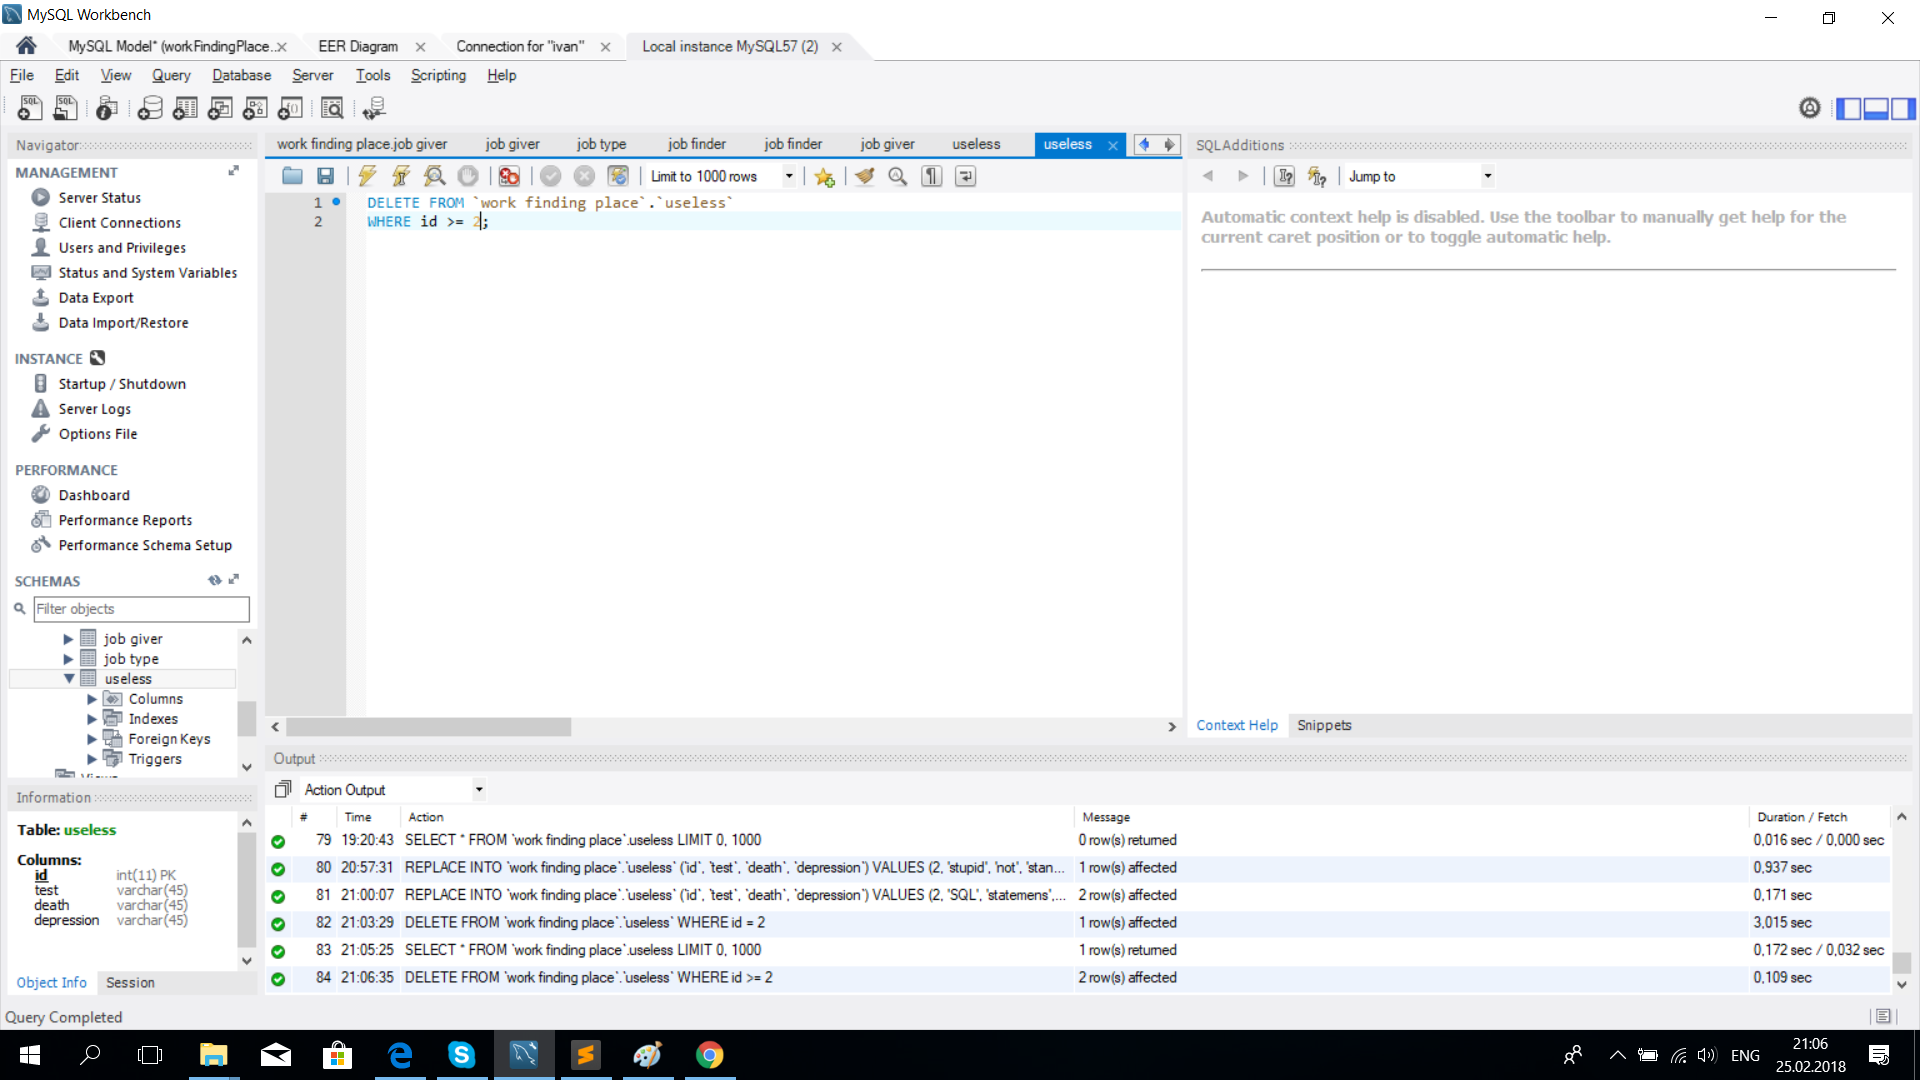 MySQL Workbench
MySQL Model* (workFindingPlace...
EER Diagram
Connection for "ivan"
Local instance MySQL57 (2)
File Edit View Query Database Server Tools Scripting Help
Navigator
MANAGEMENT
Server Status
Client Connections
Users and Privileges
Status and System Variables
Data Export
Data Import/Restore
INSTANCE
Startup / Shutdown
Server Logs
Options File
PERFORMANCE
Dashboard
Performance Reports
Performance Schema Setup
SCHEMAS
Filter objects
job giver
job type
useless
Columns
Indexes
Foreign Keys
Triggers
Views
Information
Table: useless
Columns:
id int(11) PK
test varchar(45)
death varchar(45)
depression varchar(45)
Object Info Session
work finding place.job giver job giver job type job finder job finder job giver useless useless
Limit to 1000 rows
1 DELETE FROM `work finding place`.`useless`
2 WHERE id >= 2;
SQLAdditions
Jump to
Automatic context help is disabled. Use the toolbar to manually get help for the
current caret position or to toggle automatic help.
Context Help Snippets
Output
Action Output
# Time Action Message Duration / Fetch
79 19:20:43 SELECT * FROM `work finding place`.useless LIMIT 0, 1000 0 row(s) returned 0,016 sec / 0,000 sec
80 20:57:31 REPLACE INTO `work finding place`.`useless` (`id`, `test`, `death`, `depression`) VALUES (2, 'stupid', 'not', 'stan... 1 row(s) affected 0,937 sec
81 21:00:07 REPLACE INTO `work finding place`.`useless` (`id`, `test`, `death`, `depression`) VALUES (2, 'SQL', 'statemens',... 2 row(s) affected 0,171 sec
82 21:03:29 DELETE FROM `work finding place`.`useless` WHERE id = 2 1 row(s) affected 3,015 sec
83 21:05:25 SELECT * FROM `work finding place`.useless LIMIT 0, 1000 1 row(s) returned 0,172 sec / 0,032 sec
84 21:06:35 DELETE FROM `work finding place`.`useless` WHERE id >= 2 2 row(s) affected 0,109 sec
Query Completed
ENG
21:06
25.02.2018